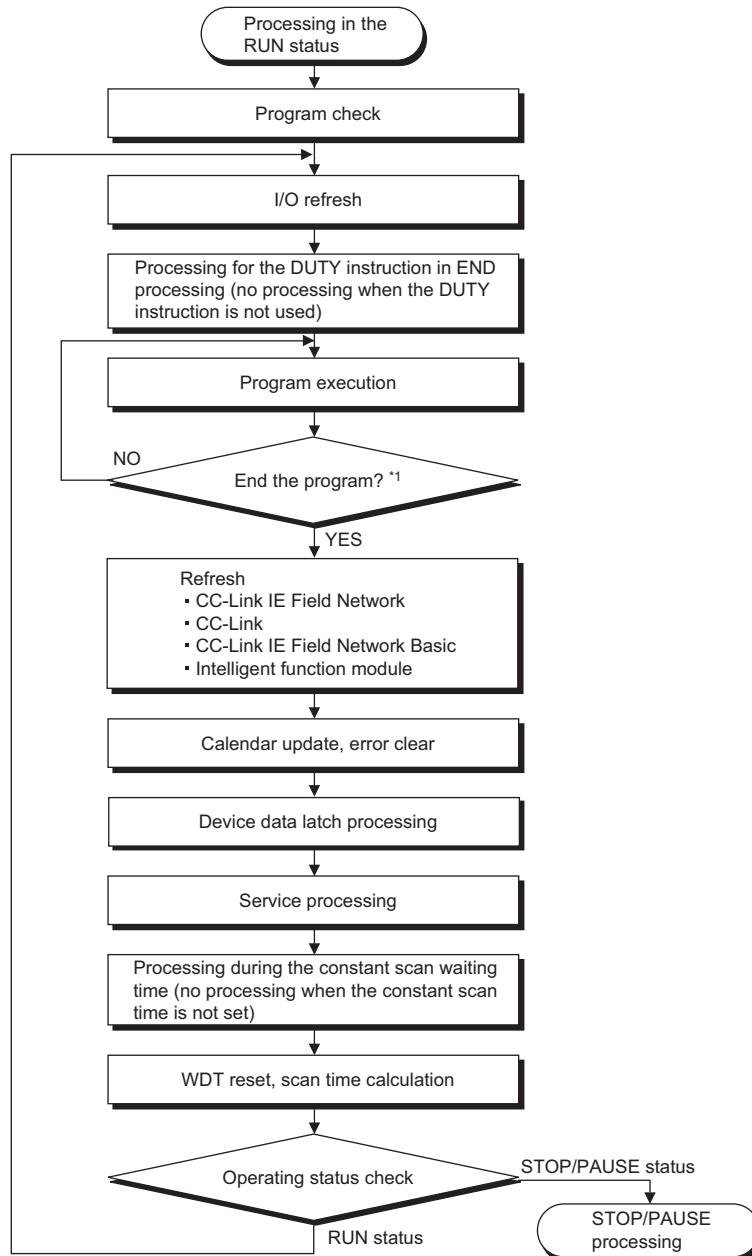 Processing in the
RUN status
Program check
I/O refresh
Processing for the DUTY instruction in END
processing (no processing when the DUTY
instruction is not used)
Program execution
NO
End the program? *1
YES
Refresh
・CC-Link IE Field Network
・CC-Link
・CC-Link IE Field Network Basic
・Intelligent function module
Calendar update, error clear
Device data latch processing
Service processing
Processing during the constant scan waiting
time (no processing when the constant scan
time is not set)
WDT reset, scan time calculation
Operating status check
STOP/PAUSE status
RUN status
STOP/PAUSE
processing